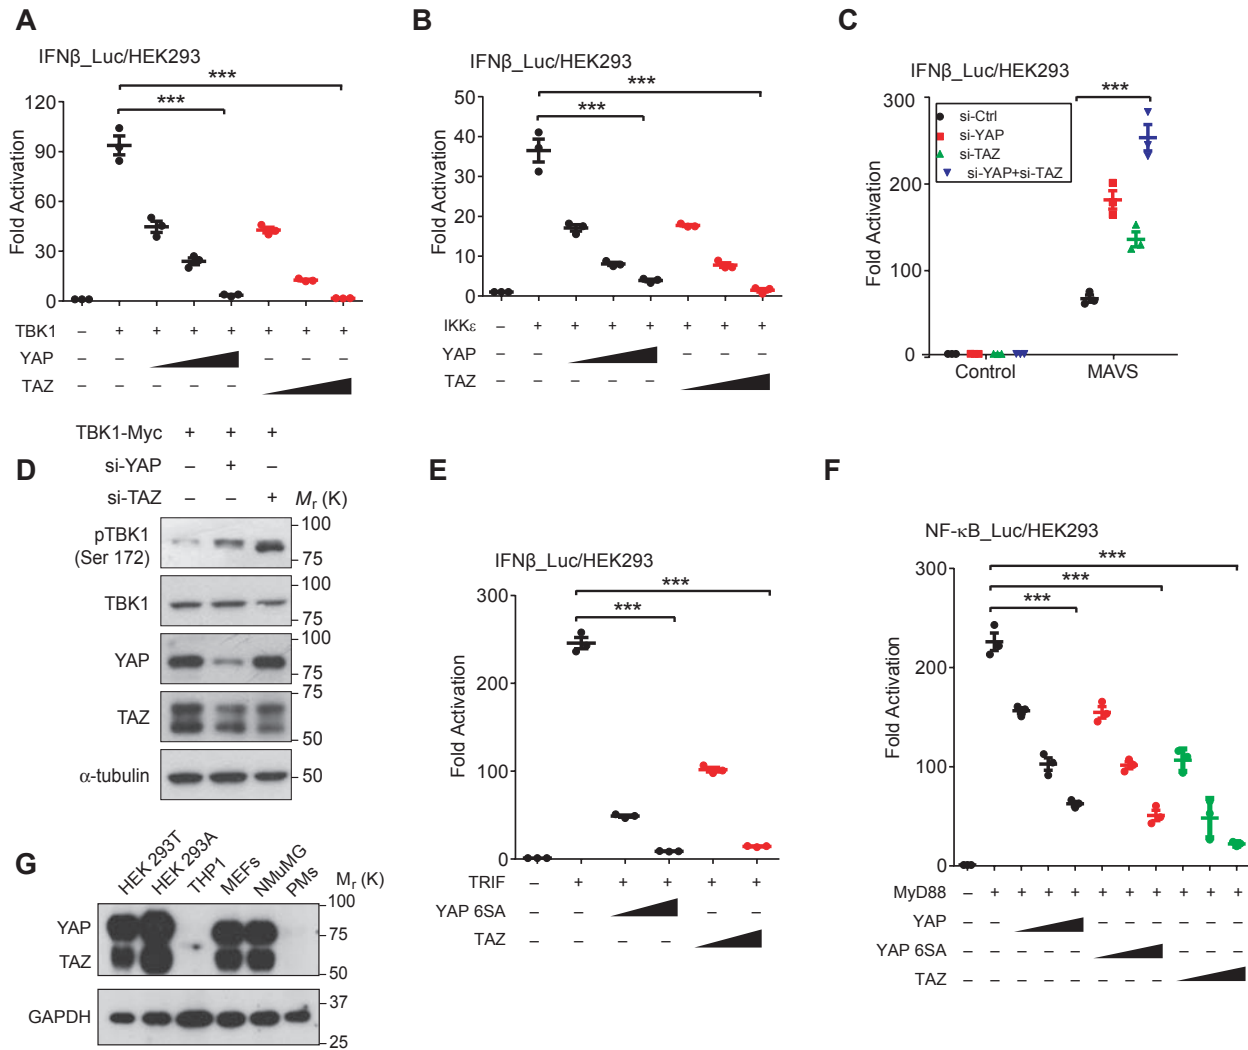 A
IFNβ_Luc/HEK293
***
***
Fold Activation
120
90
60
30
0
TBK1 – + + + + + + +
YAP – – – – –
TAZ – – – – –
B
IFNβ_Luc/HEK293
***
***
Fold Activation
50
40
30
20
10
0
IKKε – + + + + + + +
YAP – – – – –
TAZ – – – – –
C
IFNβ_Luc/HEK293
***
Fold Activation
300
200
100
0
si-Ctrl
si-YAP
si-TAZ
si-YAP+si-TAZ
Control MAVS
D
TBK1-Myc + + +
si-YAP – + –
si-TAZ – – + Mr (K)
pTBK1
(Ser 172)
100
75
TBK1
100
75
YAP
100
75
TAZ
75
50
α-tubulin
50
E
IFNβ_Luc/HEK293
***
***
Fold Activation
300
200
100
0
TRIF – + + + + +
YAP 6SA – – – –
TAZ – – – –
F
NF-κB_Luc/HEK293
***
***
***
Fold Activation
300
200
100
0
MyD88 – + + + + + + + + + +
YAP – – – – – – – –
YAP 6SA – – – – – – – –
TAZ – – – – – – – –
G
HEK 293T HEK 293A THP1 MEFs NMuMG PMs
Mr (K)
YAP
TAZ
100
75
50
GAPDH
37
25